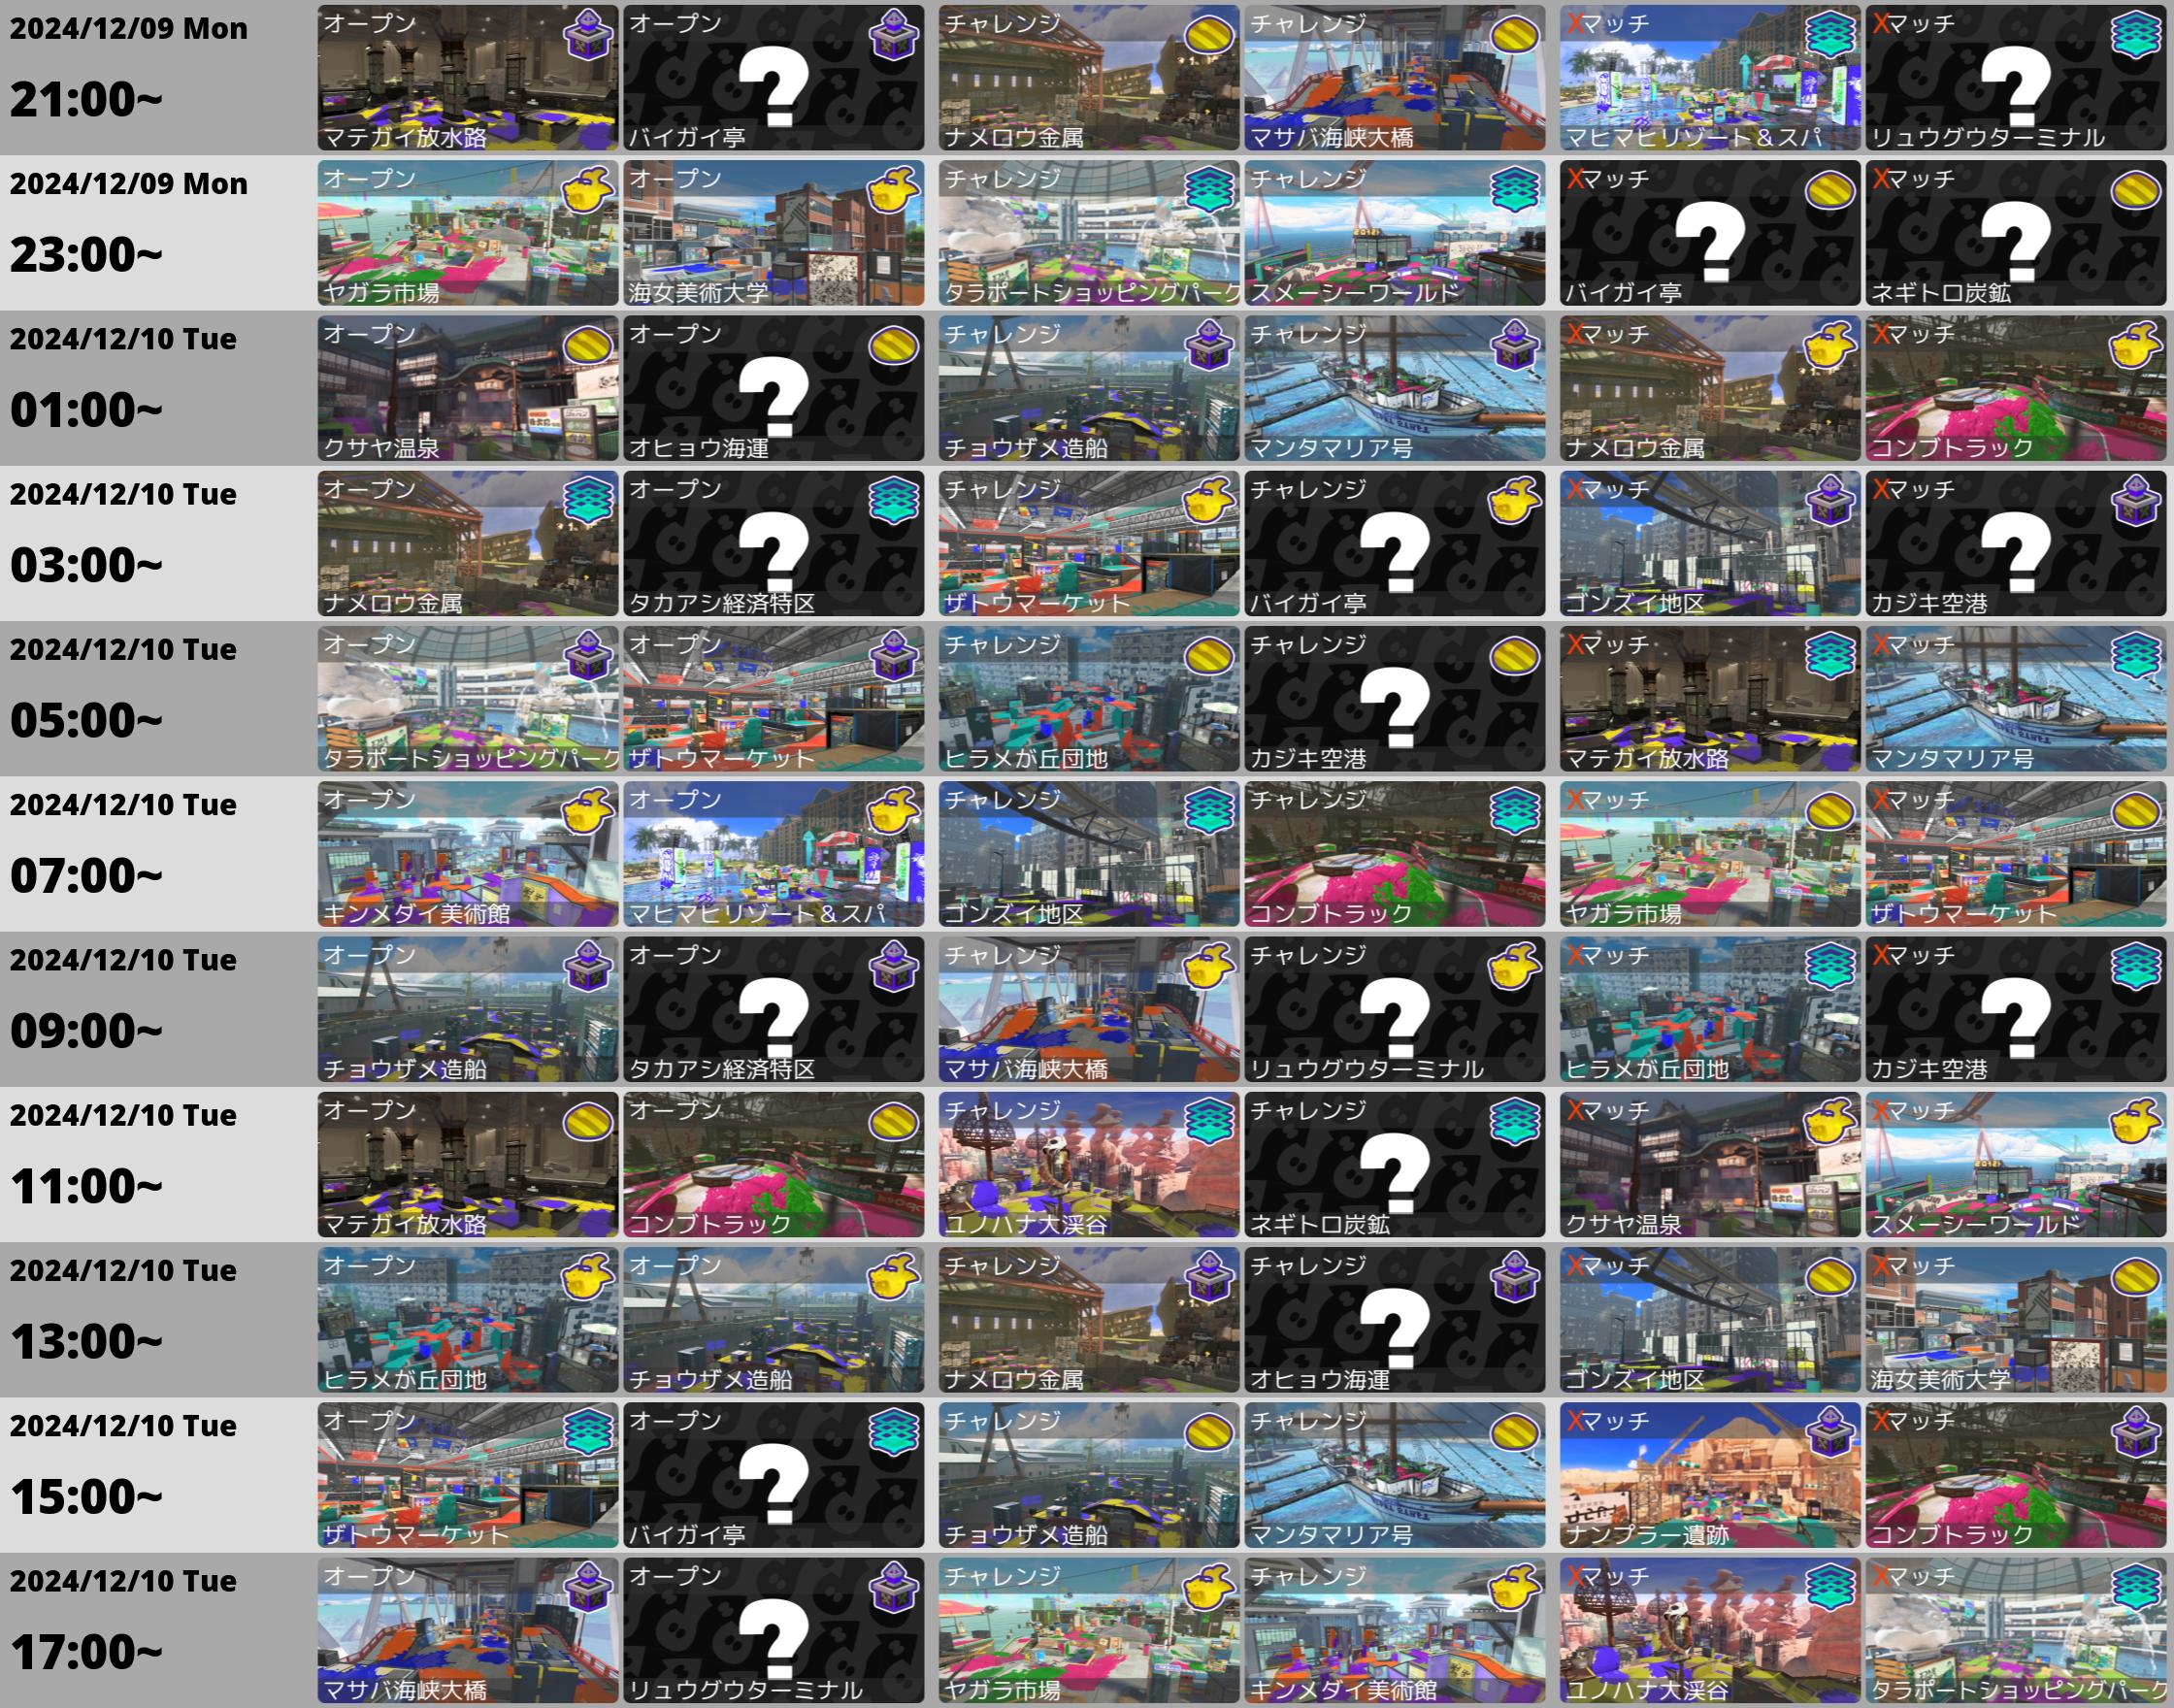 2024/12/09 Mon
21:00~
オープン
マテガイ放水路
オープン
バイガイ亭
チャレンジ
ナメロウ金属
チャレンジ
マサバ海峡大橋
Xマッチ
マヒマヒリゾート&スパ
Xマッチ
リュウグウターミナル
2024/12/09 Mon
23:00~
オープン
ヤガラ市場
オープン
海女美術大学
チャレンジ
タラポートショッピングパーク
チャレンジ
スメーシーワールド
Xマッチ
バイガイ亭
Xマッチ
ネギトロ炭鉱
2024/12/10 Tue
01:00~
オープン
クサヤ温泉
オープン
オヒョウ海運
チャレンジ
チョウザメ造船
チャレンジ
マンタマリア号
Xマッチ
ナメロウ金属
Xマッチ
コンブトラック
2024/12/10 Tue
03:00~
オープン
ナメロウ金属
オープン
タカアシ経済特区
チャレンジ
ザトウマーケット
チャレンジ
バイガイ亭
Xマッチ
ゴンズイ地区
Xマッチ
カジキ空港
2024/12/10 Tue
05:00~
オープン
タラポートショッピングパーク
オープン
ザトウマーケット
チャレンジ
ヒラメが丘団地
チャレンジ
カジキ空港
Xマッチ
マテガイ放水路
Xマッチ
マンタマリア号
2024/12/10 Tue
07:00~
オープン
キンメダイ美術館
オープン
マヒマヒリゾート&スパ
チャレンジ
ゴンズイ地区
チャレンジ
コンブトラック
Xマッチ
ヤガラ市場
Xマッチ
ザトウマーケット
2024/12/10 Tue
09:00~
オープン
チョウザメ造船
オープン
タカアシ経済特区
チャレンジ
マサバ海峡大橋
チャレンジ
リュウグウターミナル
Xマッチ
ヒラメが丘団地
Xマッチ
カジキ空港
2024/12/10 Tue
11:00~
オープン
マテガイ放水路
オープン
コンブトラック
チャレンジ
ユノハナ大渓谷
チャレンジ
ネギトロ炭鉱
Xマッチ
クサヤ温泉
Xマッチ
スメーシーワールド
2024/12/10 Tue
13:00~
オープン
ヒラメが丘団地
オープン
チョウザメ造船
チャレンジ
ナメロウ金属
チャレンジ
オヒョウ海運
Xマッチ
ゴンズイ地区
Xマッチ
海女美術大学
2024/12/10 Tue
15:00~
オープン
ザトウマーケット
オープン
バイガイ亭
チャレンジ
チョウザメ造船
チャレンジ
マンタマリア号
Xマッチ
ナンプラー遺跡
Xマッチ
コンブトラック
2024/12/10 Tue
17:00~
オープン
マサバ海峡大橋
オープン
リュウグウターミナル
チャレンジ
ヤガラ市場
チャレンジ
キンメダイ美術館
Xマッチ
ユノハナ大渓谷
Xマッチ
タラポートショッピングパーク